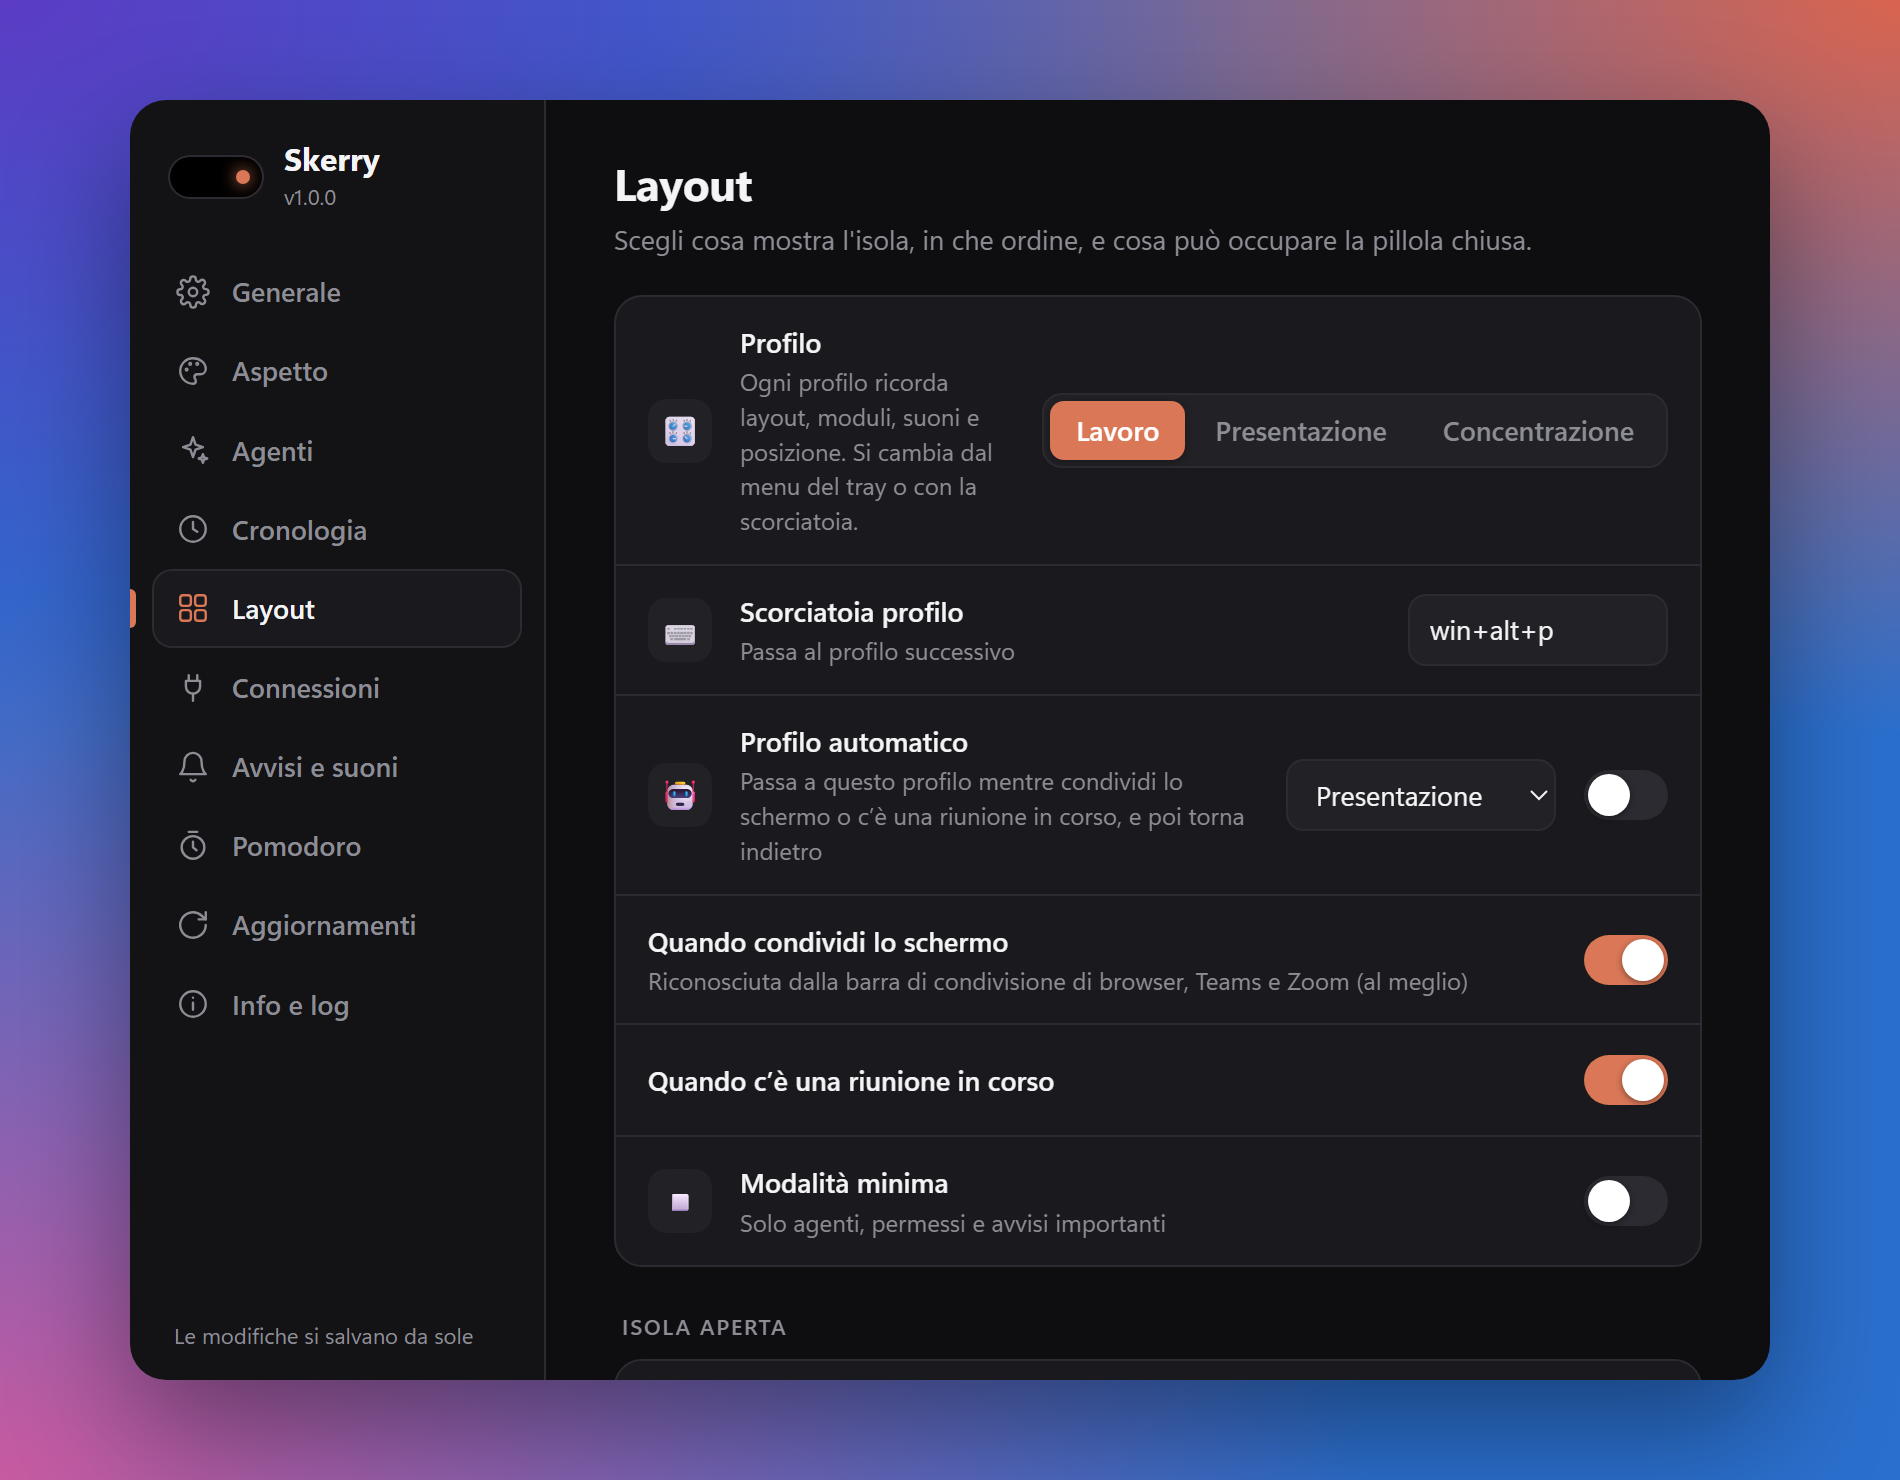 Skerry
v1.0.0
Generale
Aspetto
Agenti
Cronologia
Layout
Connessioni
Avvisi e suoni
Pomodoro
Aggiornamenti
Info e log
Le modifiche si salvano da sole
Layout
Scegli cosa mostra l'isola, in che ordine, e cosa può occupare la pillola chiusa.
Profilo
Ogni profilo ricorda
layout, moduli, suoni e
posizione. Si cambia dal
menu del tray o con la
scorciatoia.
Lavoro
Presentazione
Concentrazione
Scorciatoia profilo
Passa al profilo successivo
win+alt+p
Profilo automatico
Passa a questo profilo mentre condividi lo
schermo o c’è una riunione in corso, e poi torna
indietro
Presentazione
Quando condividi lo schermo
Riconosciuta dalla barra di condivisione di browser, Teams e Zoom (al meglio)
Quando c’è una riunione in corso
Modalità minima
Solo agenti, permessi e avvisi importanti
ISOLA APERTA